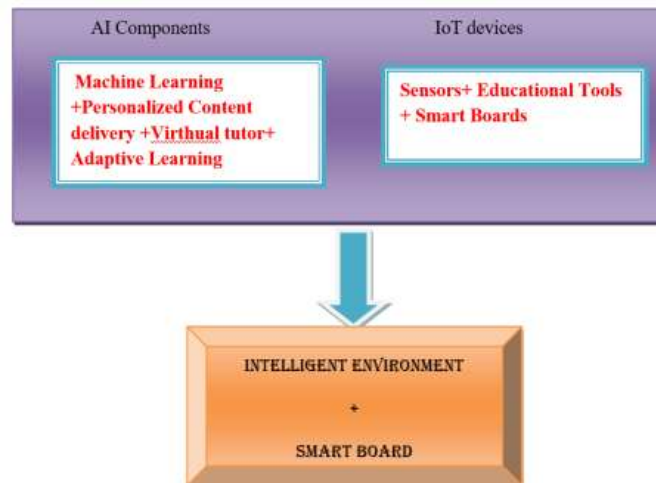 AI Components
IoT devices
Machine Learning
+Personalized Content
delivery +Virthual tutor+
Adaptive Learning
Sensors+ Educational Tools
+ Smart Boards
INTELLIGENT ENVIRONMENT
+
SMART BOARD